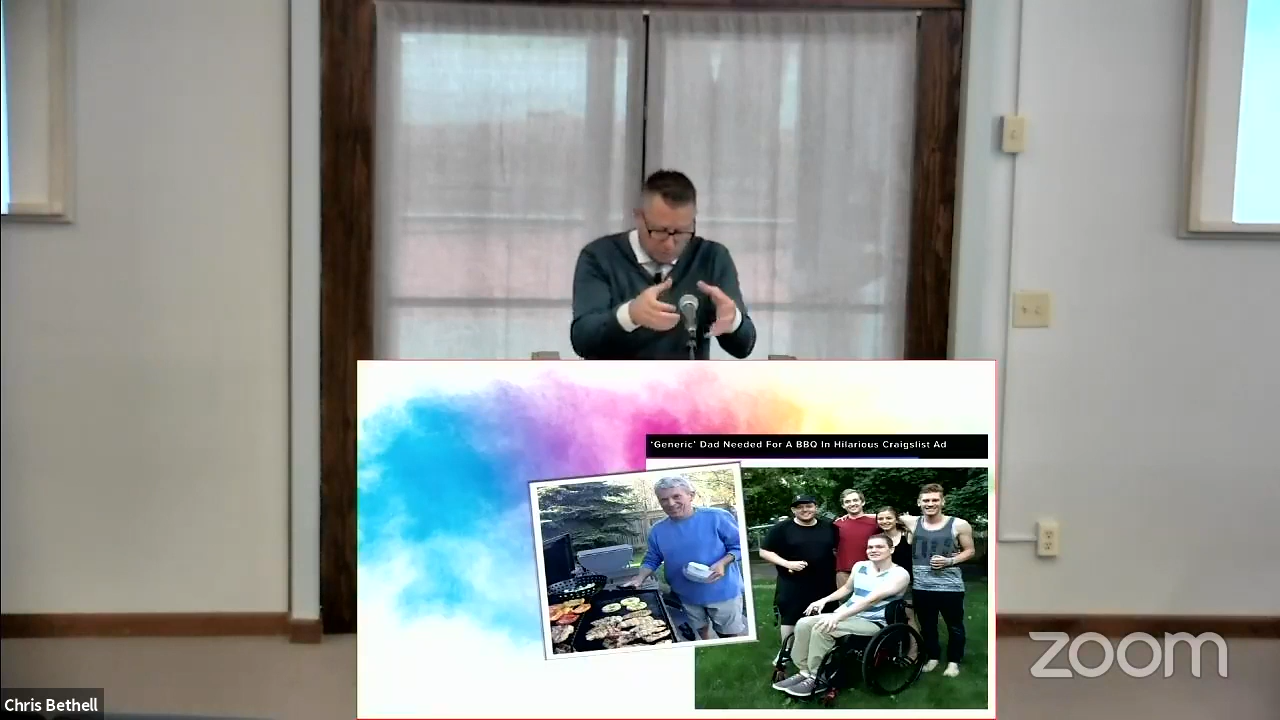 'Generic' Dad Needed For A BBQ In Hilarious Craigslist Ad
zoom
Chris Bethell